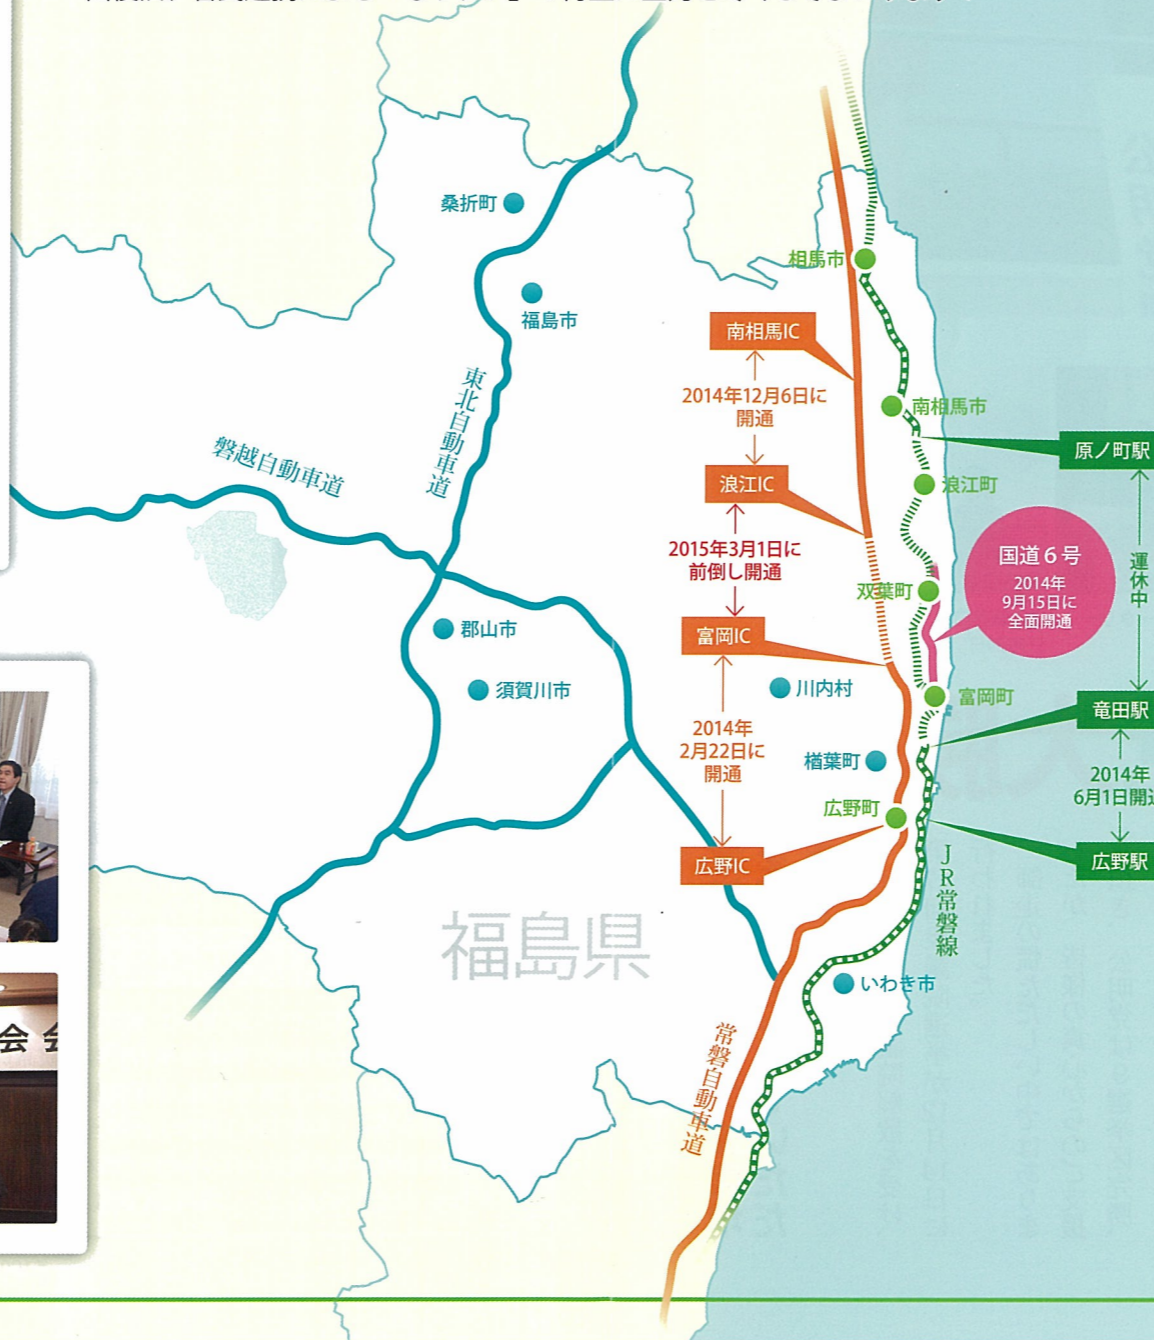 桑折町
福島市
東北自動車道
磐越自動車道
相馬市
南相馬IC
2014年12月6日に
開通
南相馬市
原ノ町駅
浪江IC
浪江町
2015年3月1日に
前倒し開通
国道6号
2014年
9月15日に
全面開通
双葉町
運休中
富岡IC
郡山市
須賀川市
川内村
富岡町
竜田駅
2014年
2月22日に
開通
楢葉町
2014年
6月1日開通
広野町
広野IC
広野駅
JR常磐線
福島県
いわき市
会
常磐自動車道